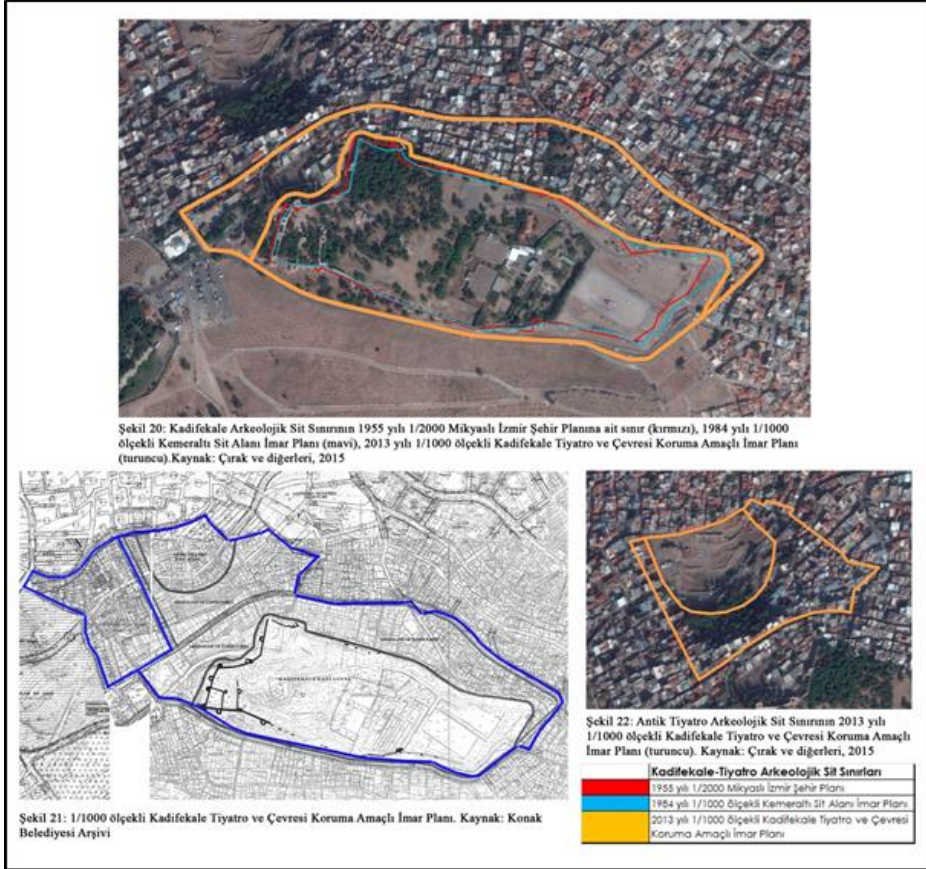 Şekil 20: Kadifekale Arkeolojik Sit Sınırının 1955 yılı 1/2000 Mikyaslı İzmir Şehir Planına ait sınır (kırmızı), 1984 yılı 1/1000
ölçekli Kemeraltı Sit Alanı İmar Planı (mavi), 2013 yılı 1/1000 ölçekli Kadifekale Tiyatro ve Çevresi Koruma Amaçlı İmar Planı
(turuncu).Kaynak: Çırak ve diğerleri, 2015
Şekil 21: 1/1000 ölçekli Kadifekale Tiyatro ve Çevresi Koruma Amaçlı İmar Planı. Kaynak: Konak
Belediyesi Arşivi
Şekil 22: Antik Tiyatro Arkeolojik Sit Sınırının 2013 yılı
1/1000 ölçekli Kadifekale Tiyatro ve Çevresi Koruma Amaçlı
İmar Planı (turuncu). Kaynak: Çırak ve diğerleri, 2015
Kadifekale-Tiyatro Arkeolojik Sit Sınırları
1955 yılı 1/2000 Mikyaslı İzmir Şehir Planı
1984 yılı 1/1000 ölçekli Kemeraltı Sit Alanı İmar Planı
2013 yılı 1/1000 ölçekli Kadifekale Tiyatro ve Çevresi
Koruma Amaçlı İmar Planı